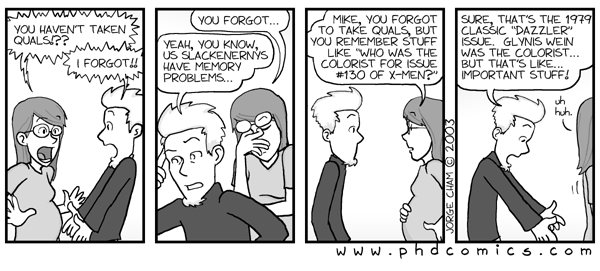 YOU HAVEN'T TAKEN
QUALS!??
I FORGOT!!
YOU FORGOT...
YEAH, YOU KNOW,
US SLACKENERNYS
HAVE MEMORY
PROBLEMS...
MIKE, YOU FORGOT
TO TAKE QUALS, BUT
YOU REMEMBER STUFF
LIKE "WHO WAS THE
COLORIST FOR ISSUE
#130 OF X-MEN?"
JORGE CHAM © 2003
SURE, THAT'S THE 1979
CLASSIC "DAZZLER"
ISSUE. GLYNIS WEIN
WAS THE COLORIST...
BUT THAT'S LIKE...
IMPORTANT STUFF!
uh
huh.
www.phdcomics.com